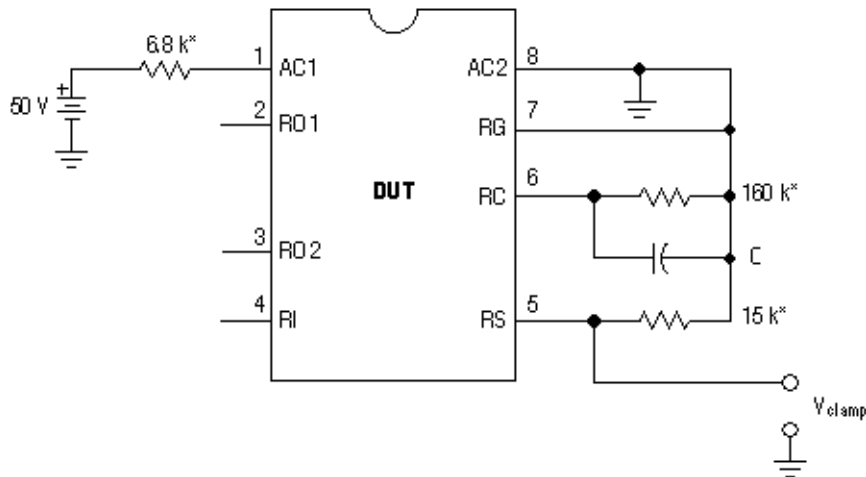 6.8 k*
50 V
+
1
AC1
AC2
8
2
RO1
RG
7
DUT
RC
6
160 k*
3
RO2
C
4
RI
RS
5
15 k*
Vclamp